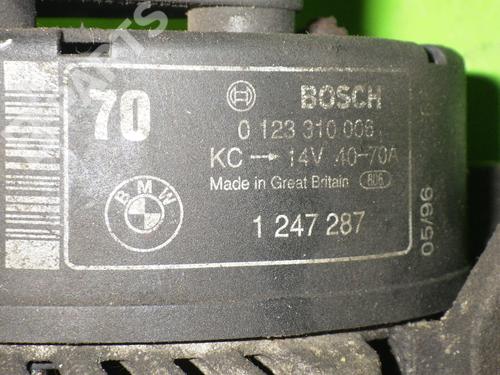 70
BOSCH
0 123 310 006
KC → 14V 40-70A
Made in Great Britain
BMW
1 247 287
05/96
PARTS